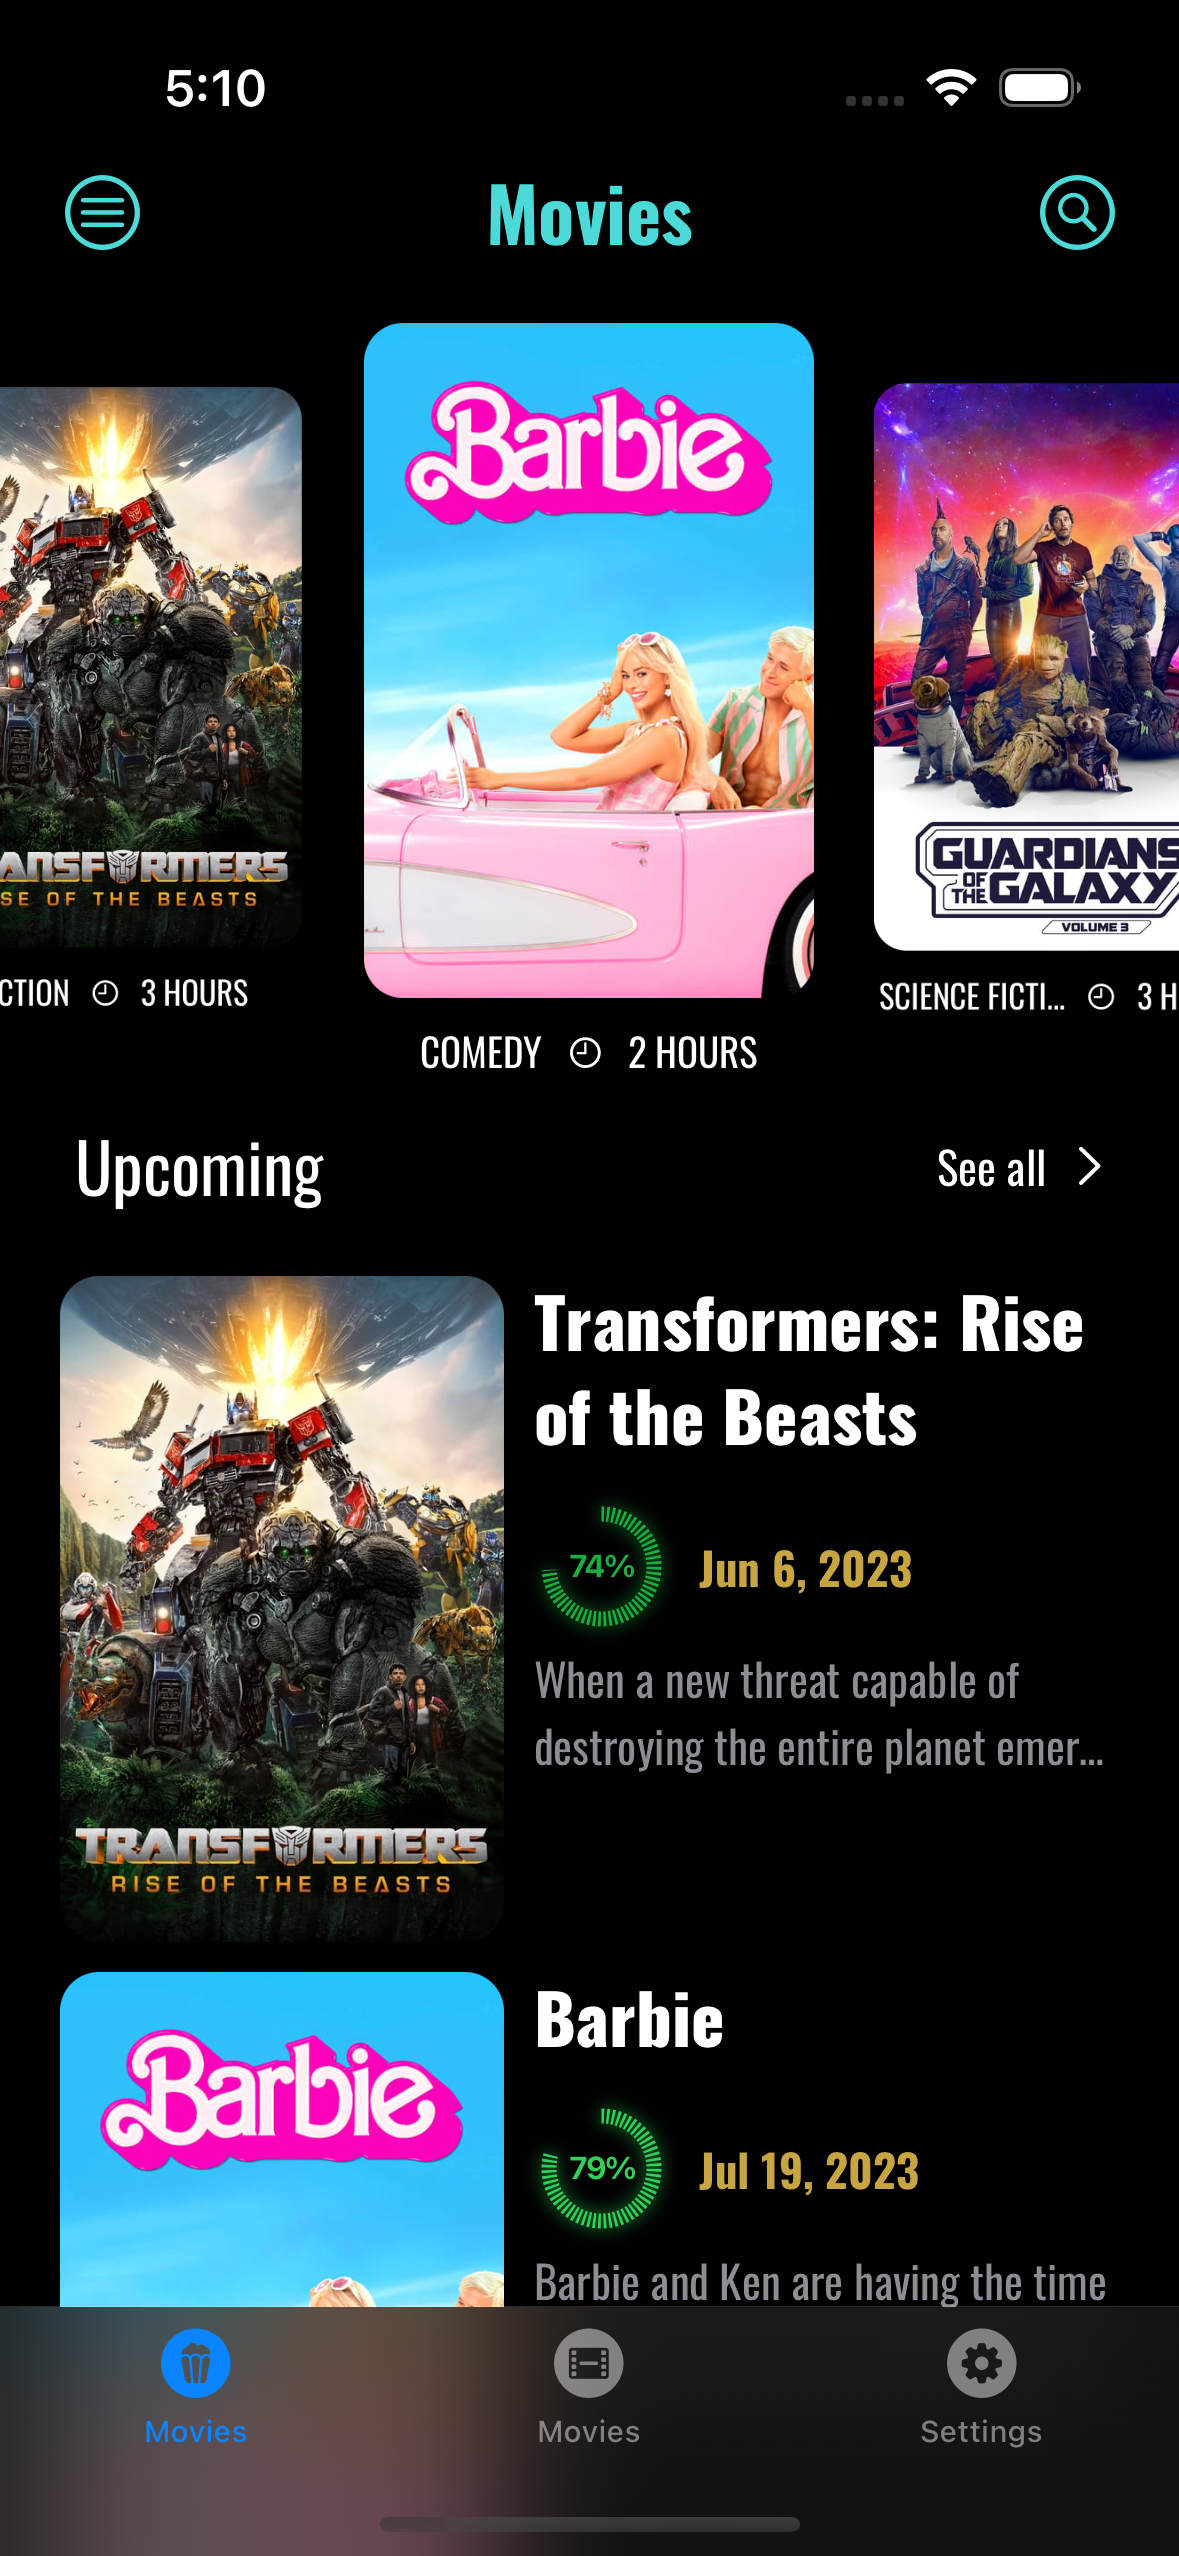 5:10
Movies
Barbie
TRANSFORMERS
RISE OF THE BEASTS
GUARDIANS
OF THE GALAXY
VOLUME 3
CTION 3 HOURS
SCIENCE FICTI... 3 H
COMEDY 2 HOURS
Upcoming
See all
Transformers: Rise
of the Beasts
74%
Jun 6, 2023
When a new threat capable of
destroying the entire planet emer...
TRANSFORMERS
RISE OF THE BEASTS
Barbie
Barbie
79%
Jul 19, 2023
Barbie and Ken are having the time
Movies
Movies
Settings